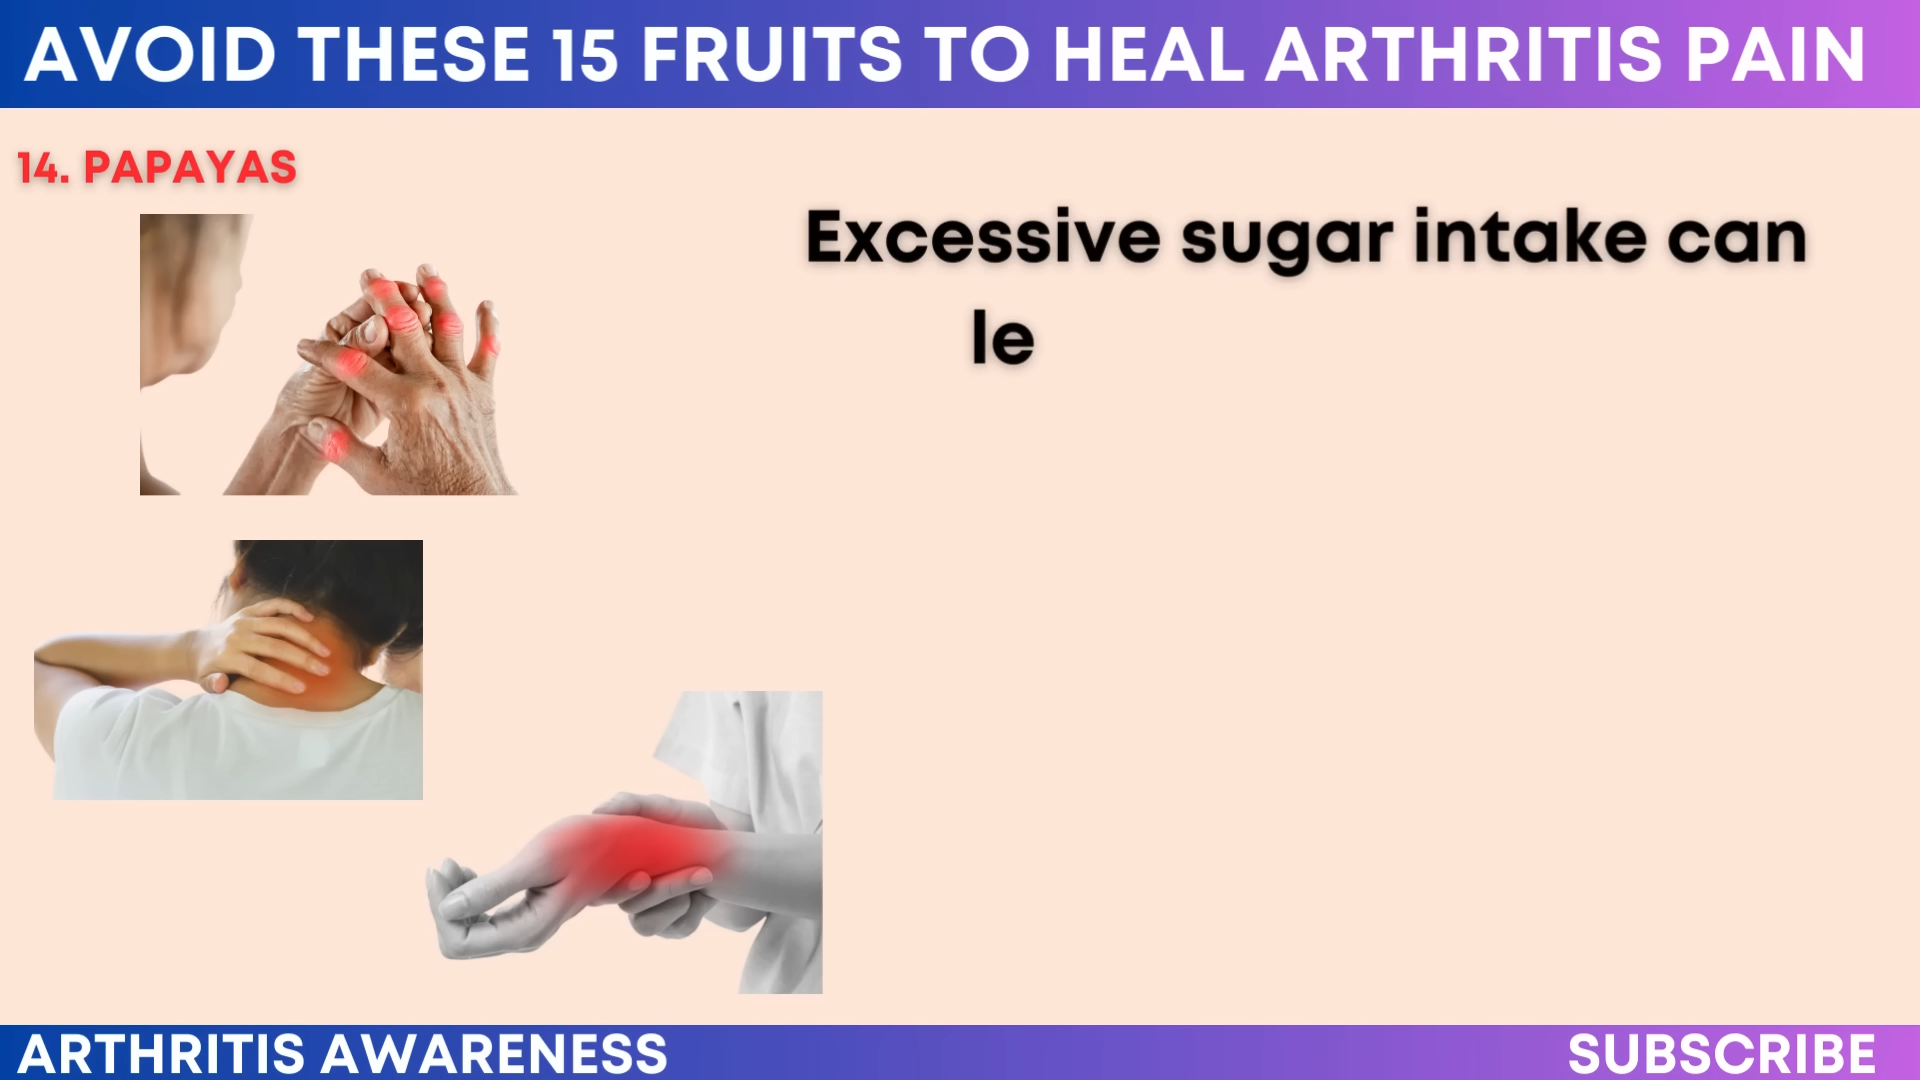 AVOID THESE 15 FRUITS TO HEAL ARTHRITIS PAIN
14. PAPAYAS
Excessive sugar intake can
le
ARTHRITIS AWARENESS
SUBSCRIBE